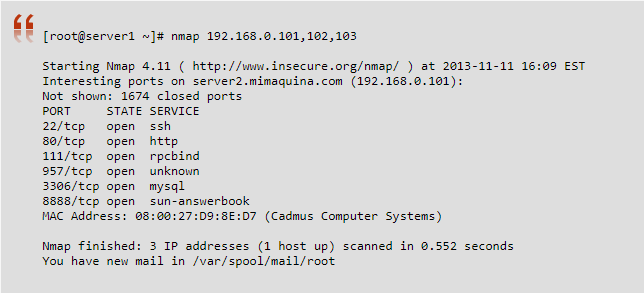 [root@server1 ~]# nmap 192.168.0.101,102,103
Starting Nmap 4.11 ( http://www.insecure.org/nmap/ ) at 2013-11-11 16:09 EST
Interesting ports on server2.mimaquina.com (192.168.0.101):
Not shown: 1674 closed ports
PORT     STATE SERVICE
22/tcp   open  ssh
80/tcp   open  http
111/tcp  open  rpcbind
957/tcp  open  unknown
3306/tcp open  mysql
8888/tcp open  sun-answerbook
MAC Address: 08:00:27:D9:8E:D7 (Cadmus Computer Systems)
Nmap finished: 3 IP addresses (1 host up) scanned in 0.552 seconds
You have new mail in /var/spool/mail/root